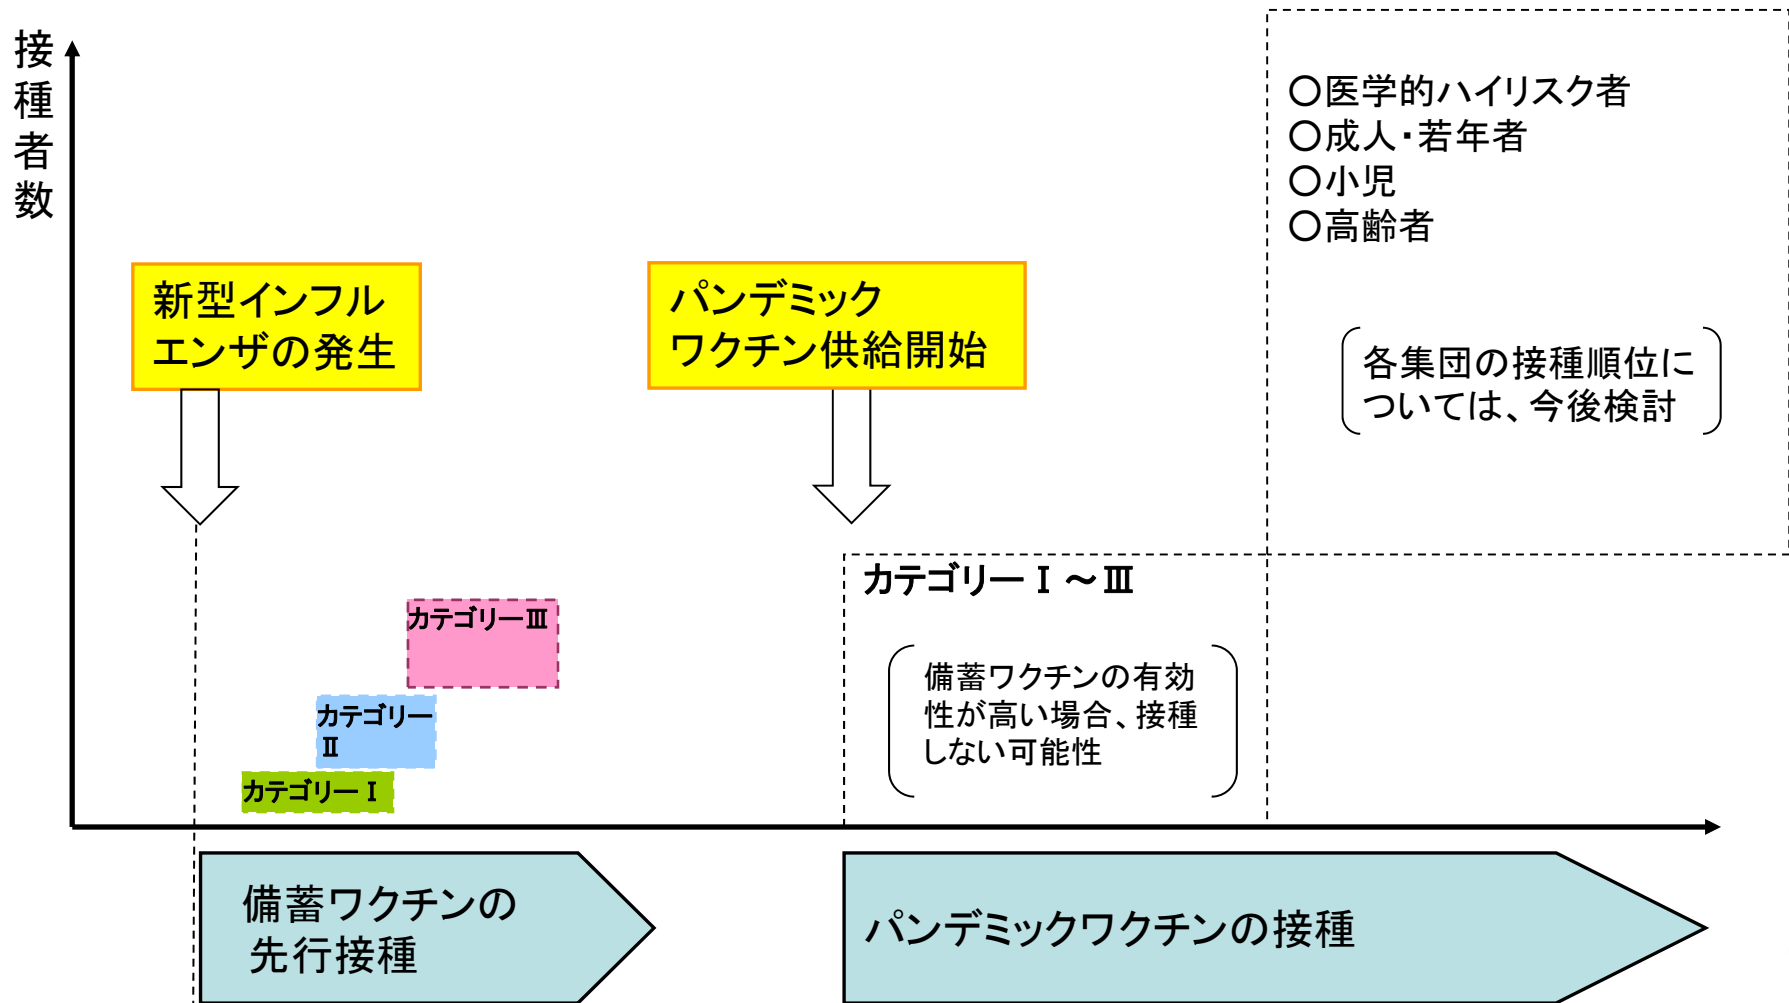 接種者数
〇医学的ハイリスク者
〇成人・若年者
〇小児
〇高齢者
各集団の接種順位に
ついては、今後検討
新型インフル
エンザの発生
パンデミック
ワクチン供給開始
カテゴリーⅠ～Ⅲ
備蓄ワクチンの有効
性が高い場合、接種
しない可能性
カテゴリーⅢ
カテゴリー
Ⅱ
カテゴリーⅠ
備蓄ワクチンの
先行接種
パンデミックワクチンの接種